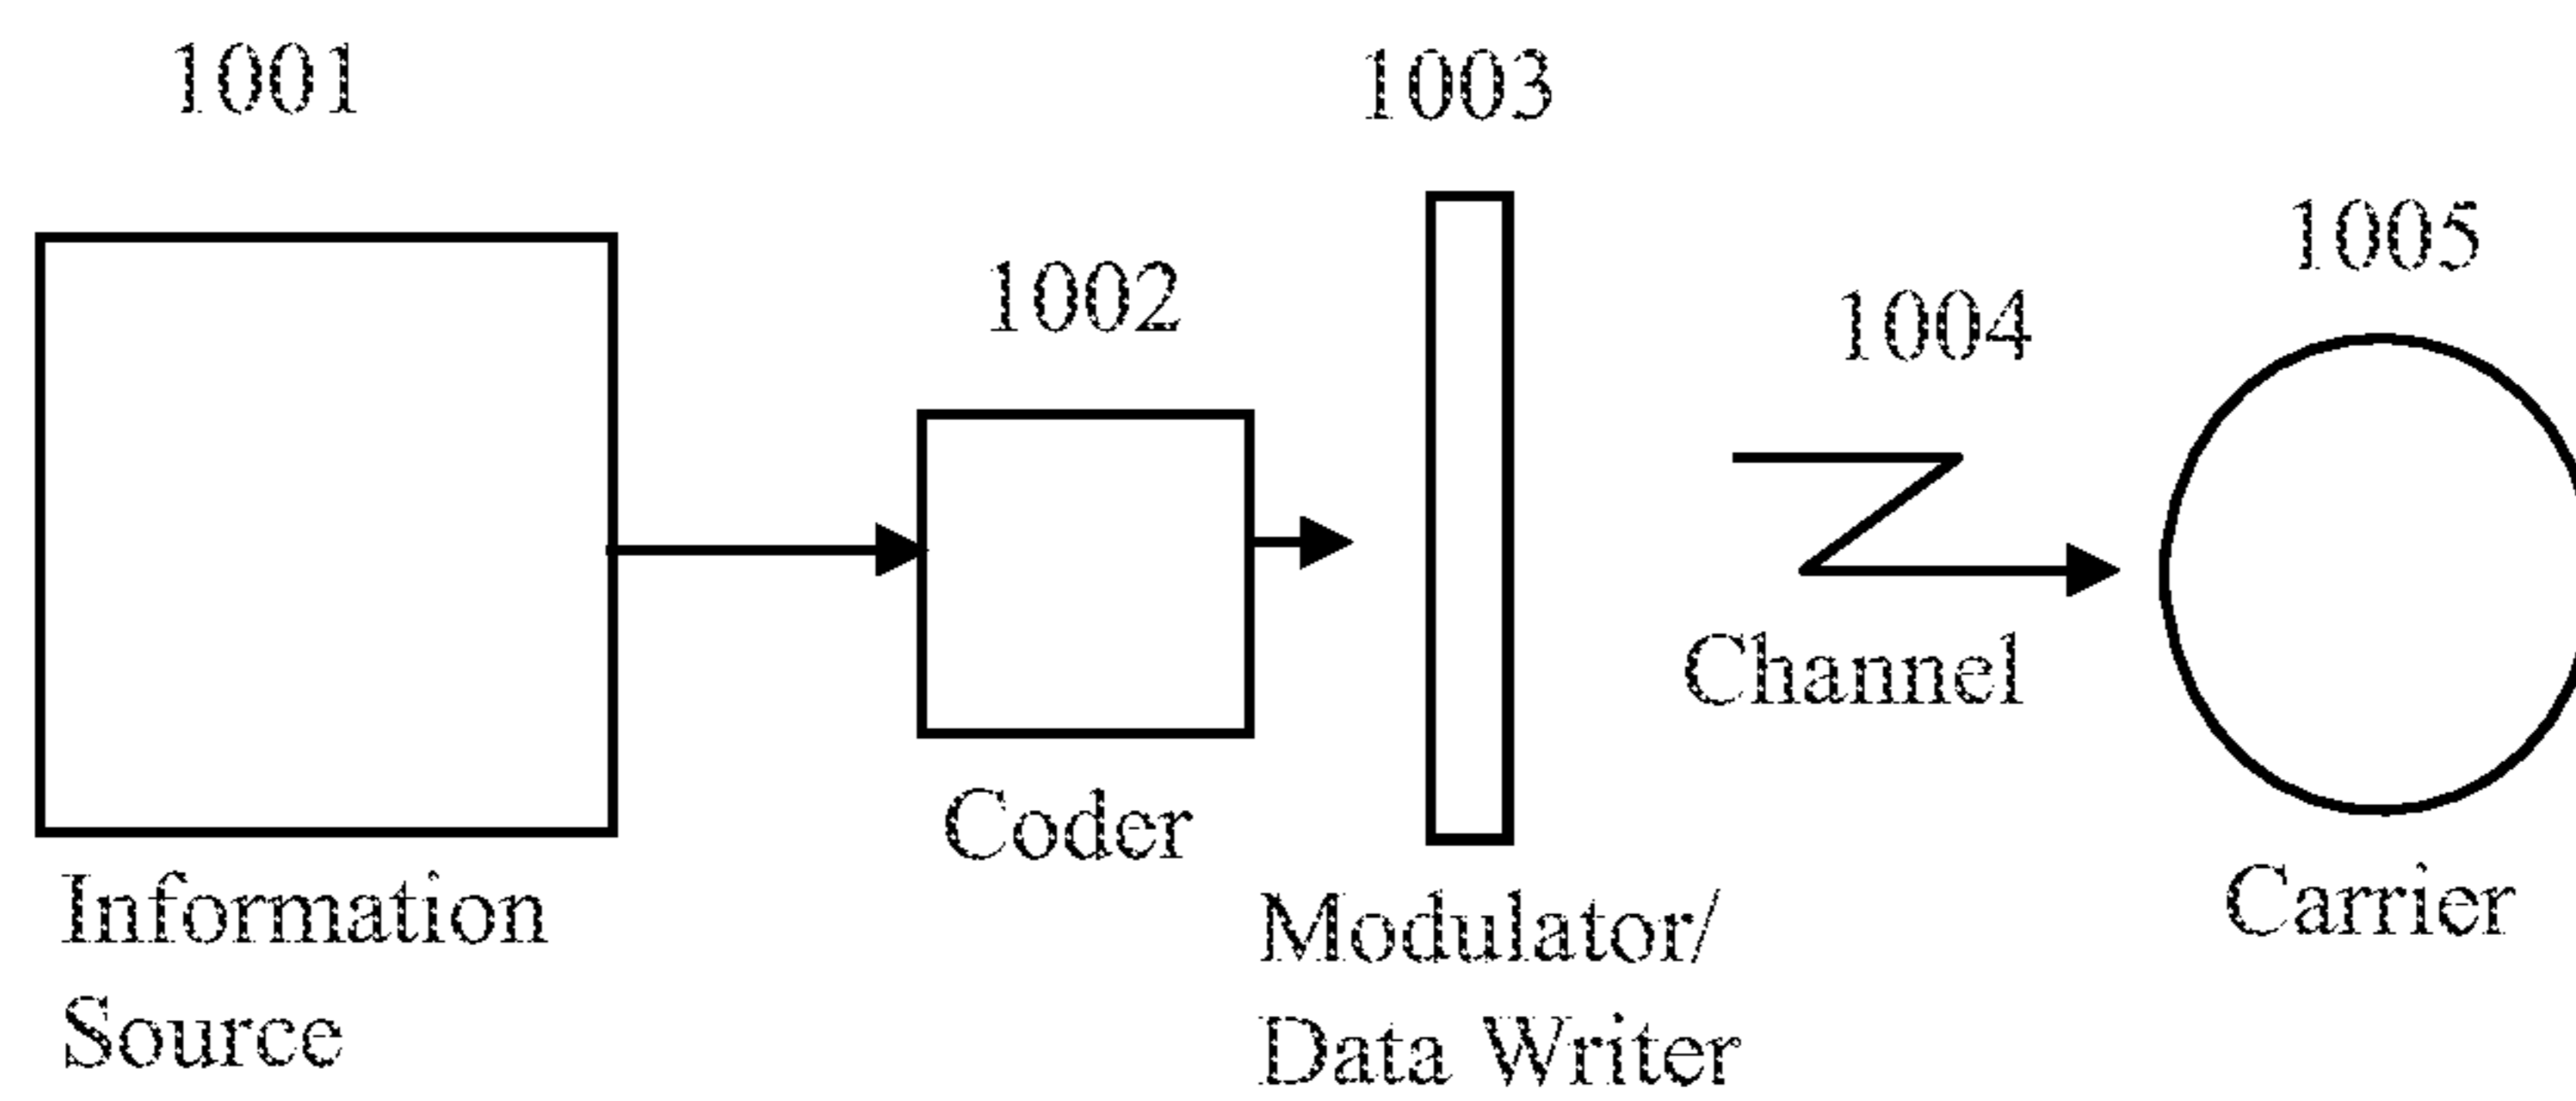 1001
1003
1005
1002
1004
Channel
Coder
Information
Source
Modulator/
Data Writer
Carrier